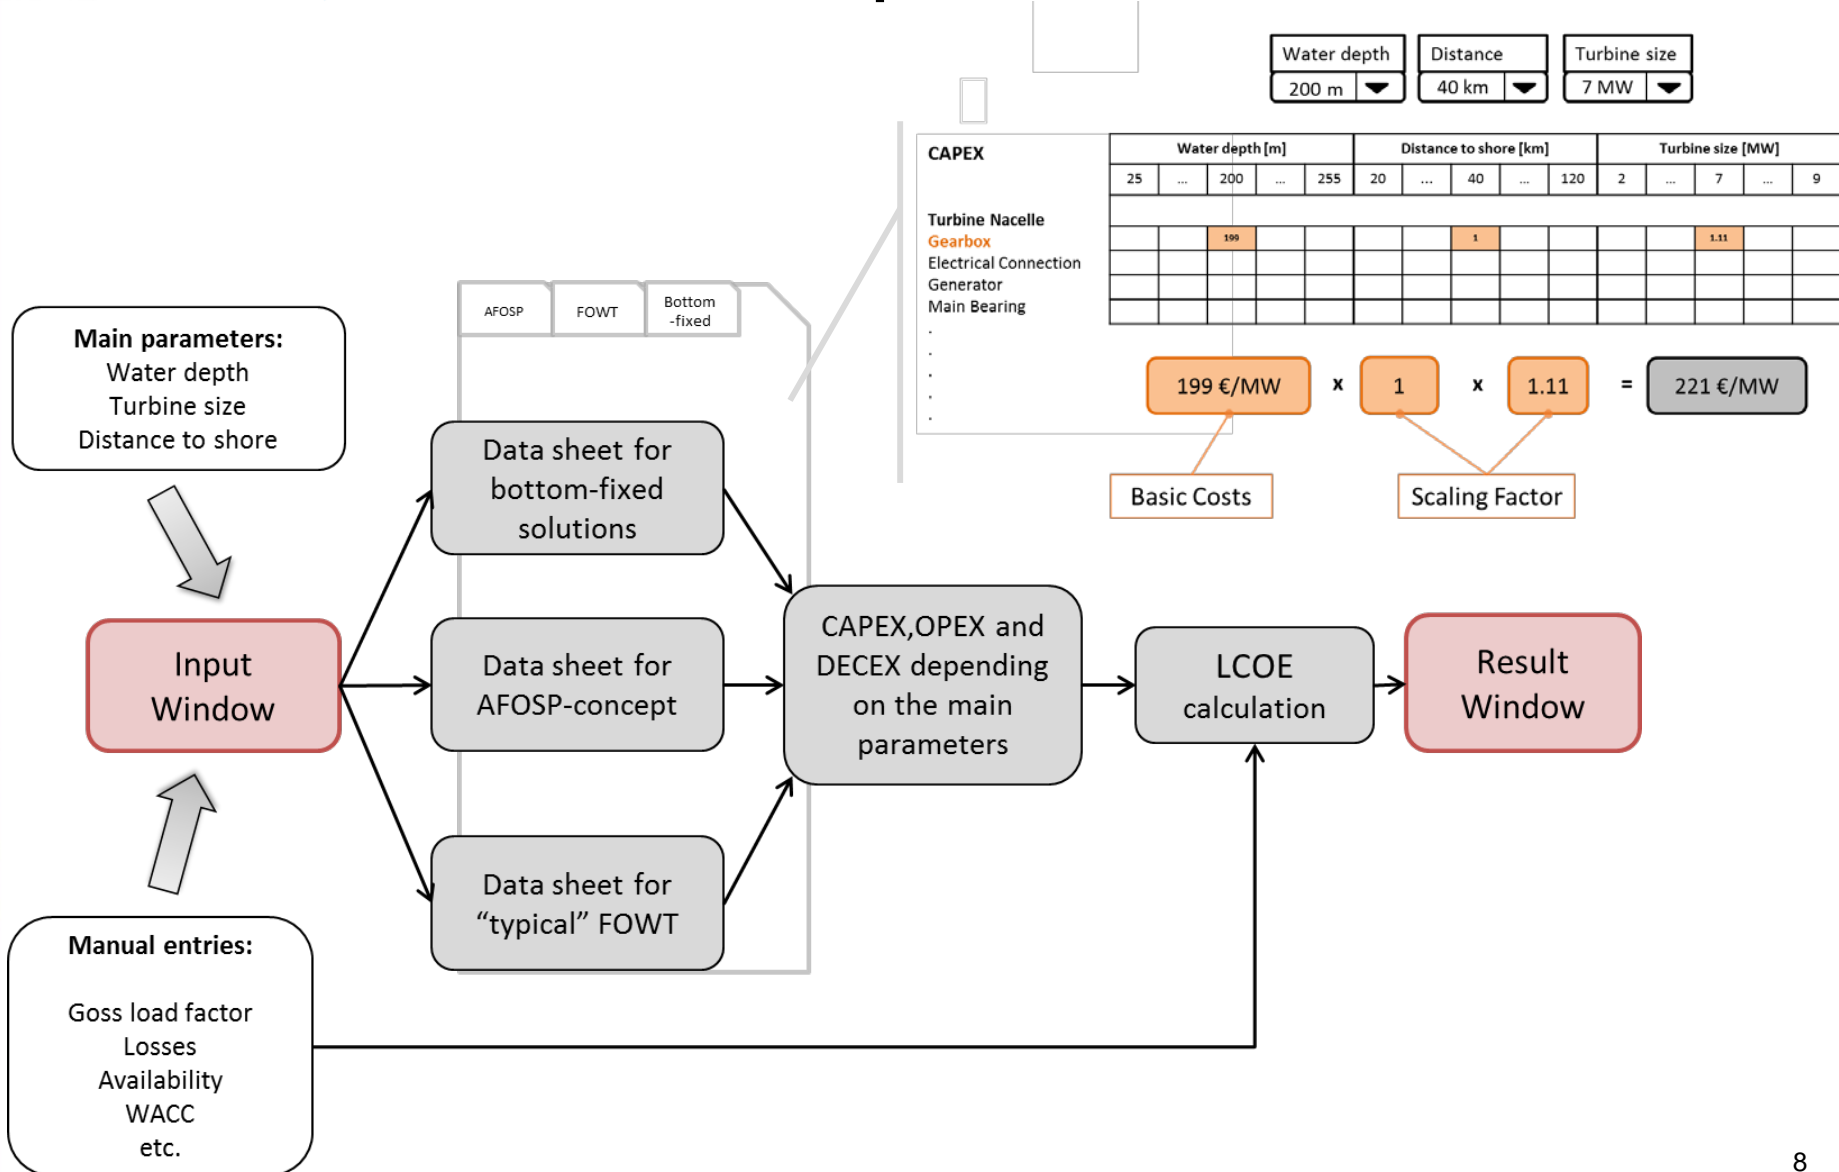 Water depth
200 m
Distance
40 km
Turbine size
7 MW
CAPEX
Water depth [m]
Distance to shore [km]
Turbine size [MW]
25 ... 200 ... 255 20 ... 40 ... 120 2 ... 7 ... 9
Turbine Nacelle
Gearbox 199 1 1.11
Electrical Connection
Generator
Main Bearing
.
.
.
.
.
199 €/MW x 1 x 1.11 = 221 €/MW
Basic Costs
Scaling Factor
AFOSP
FOWT
Bottom
-fixed
Main parameters:
Water depth
Turbine size
Distance to shore
Input
Window
Manual entries:
Goss load factor
Losses
Availability
WACC
etc.
Data sheet for
bottom-fixed
solutions
Data sheet for
AFOSP-concept
Data sheet for
“typical” FOWT
CAPEX,OPEX and
DECEX depending
on the main
parameters
LCOE
calculation
Result
Window
8